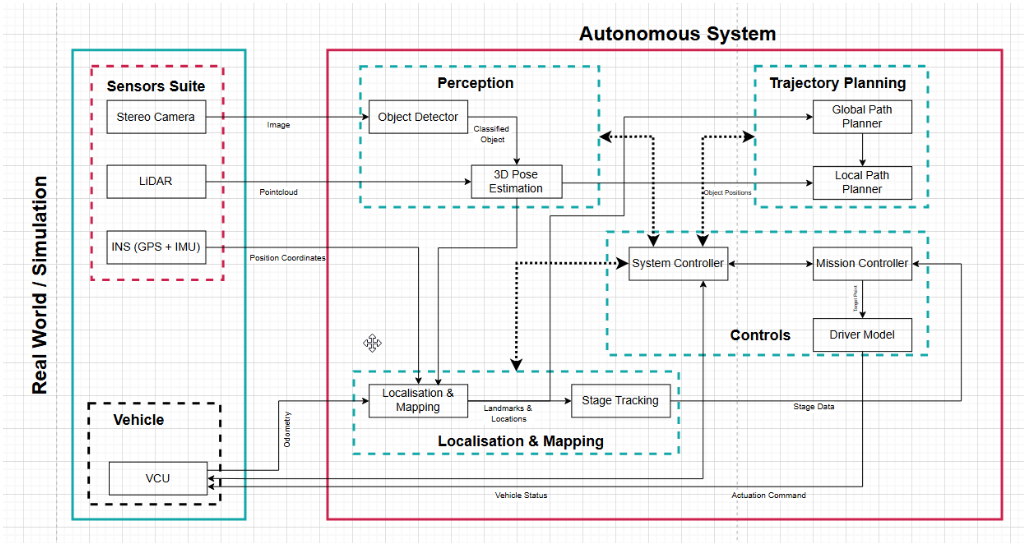 Autonomous System
Real World / Simulation
Sensors Suite
Stereo Camera
LiDAR
INS (GPS + IMU)
Vehicle
VCU
Image
Pointcloud
Position Coordinates
Odometry
Perception
Object Detector
Classified
Object
3D Pose
Estimation
Trajectory Planning
Global Path
Planner
Local Path
Planner
Object Positions
System Controller
Mission Controller
Target Point
Controls
Driver Model
Localisation &
Mapping
Landmarks &
Locations
Stage Tracking
Localisation & Mapping
Stage Data
Vehicle Status
Actuation Command